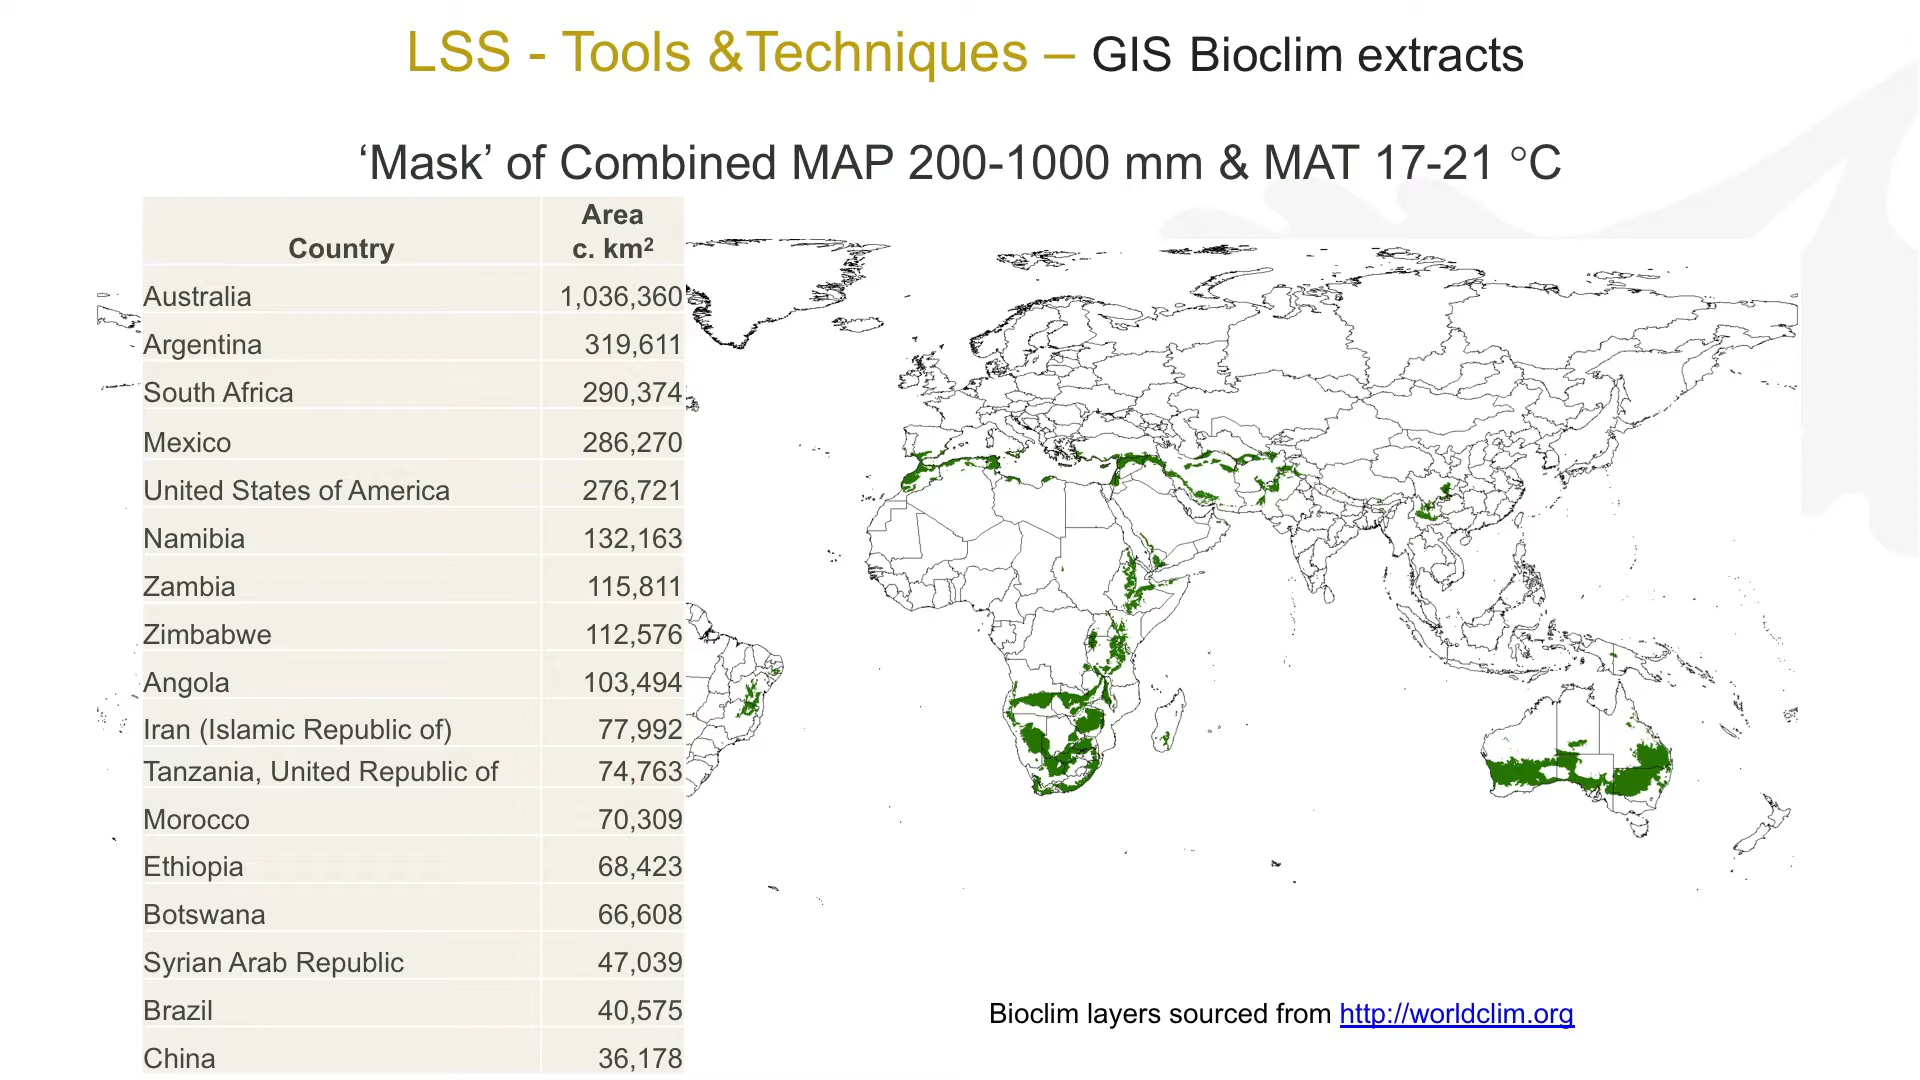 LSS - Tools &Techniques – GIS Bioclim extracts
‘Mask’ of Combined MAP 200-1000 mm & MAT 17-21 °C
Country Area c. km²
Australia 1,036,360
Argentina 319,611
South Africa 290,374
Mexico 286,270
United States of America 276,721
Namibia 132,163
Zambia 115,811
Zimbabwe 112,576
Angola 103,494
Iran (Islamic Republic of) 77,992
Tanzania, United Republic of 74,763
Morocco 70,309
Ethiopia 68,423
Botswana 66,608
Syrian Arab Republic 47,039
Brazil 40,575
China 36,178
Bioclim layers sourced from http://worldclim.org